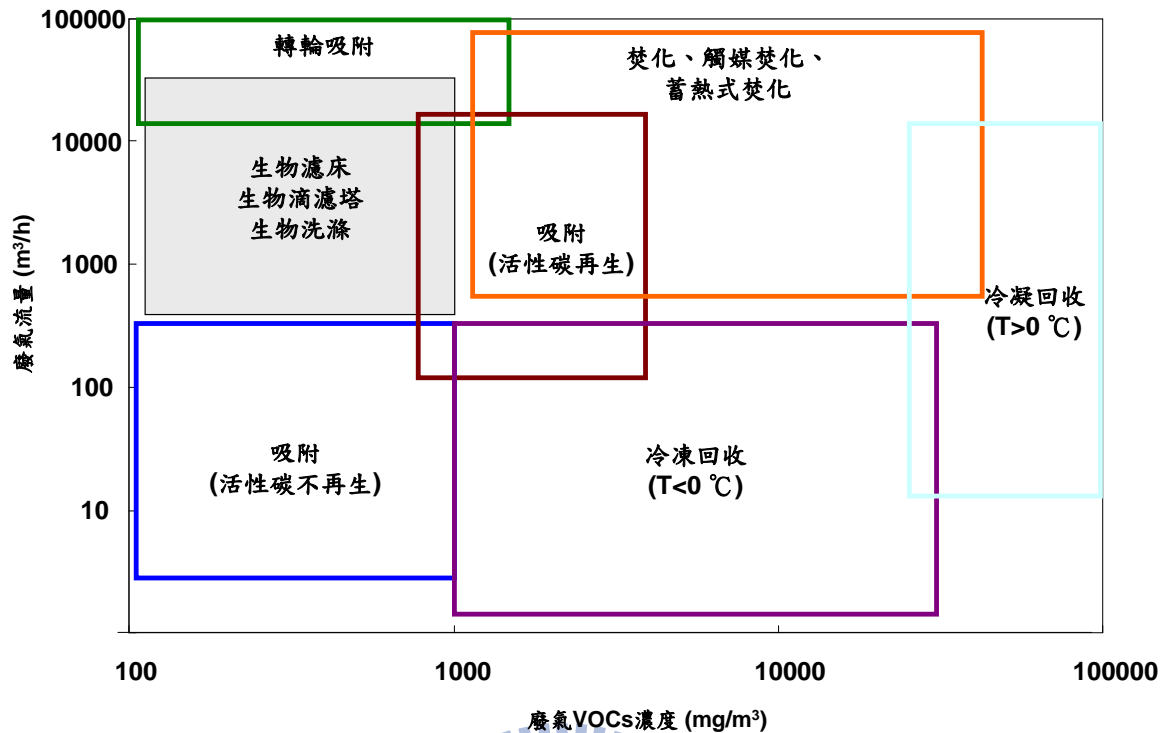 100000
10000
1000
100
10
廢氣流量 (m³/h)
轉輪吸附
焚化、觸媒焚化、
蓄熱式焚化
生物濾床
生物滴濾塔
生物洗滌
吸附
(活性碳再生)
冷凝回收
(T>0 ℃)
吸附
(活性碳不再生)
冷凍回收
(T<0 ℃)
100
1000
10000
100000
廢氣VOCs濃度 (mg/m³)